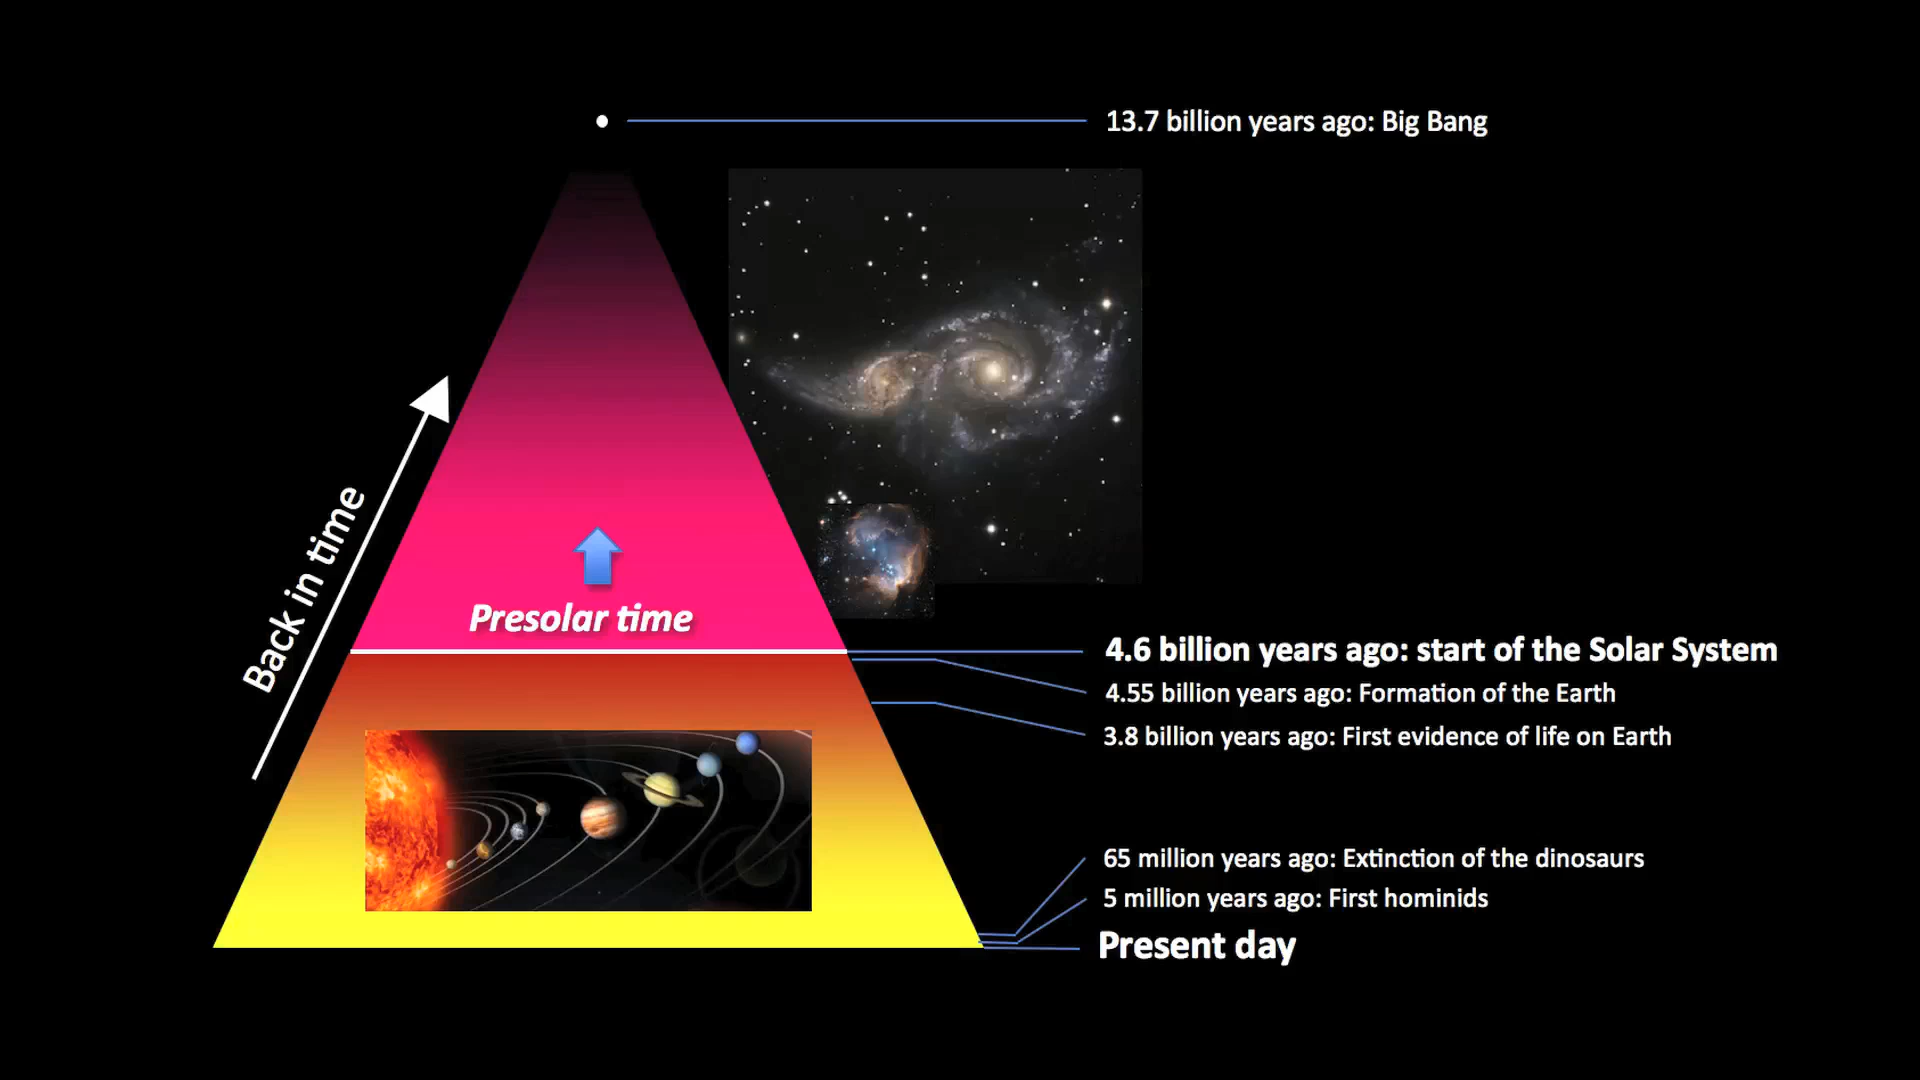 13.7 billion years ago: Big Bang
Back in time
Presolar time
4.6 billion years ago: start of the Solar System
4.55 billion years ago: Formation of the Earth
3.8 billion years ago: First evidence of life on Earth
65 million years ago: Extinction of the dinosaurs
5 million years ago: First hominids
Present day